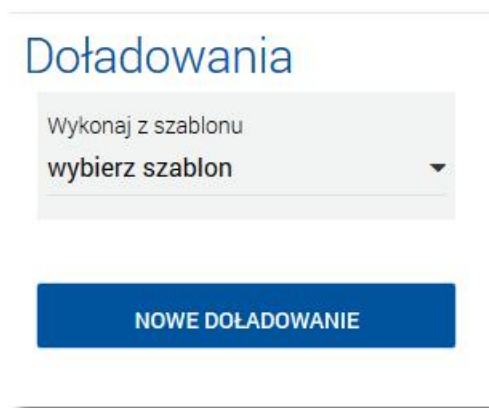 Doładowania
Wykonaj z szablonu
wybierz szablon
NOWE DOŁADOWANIE